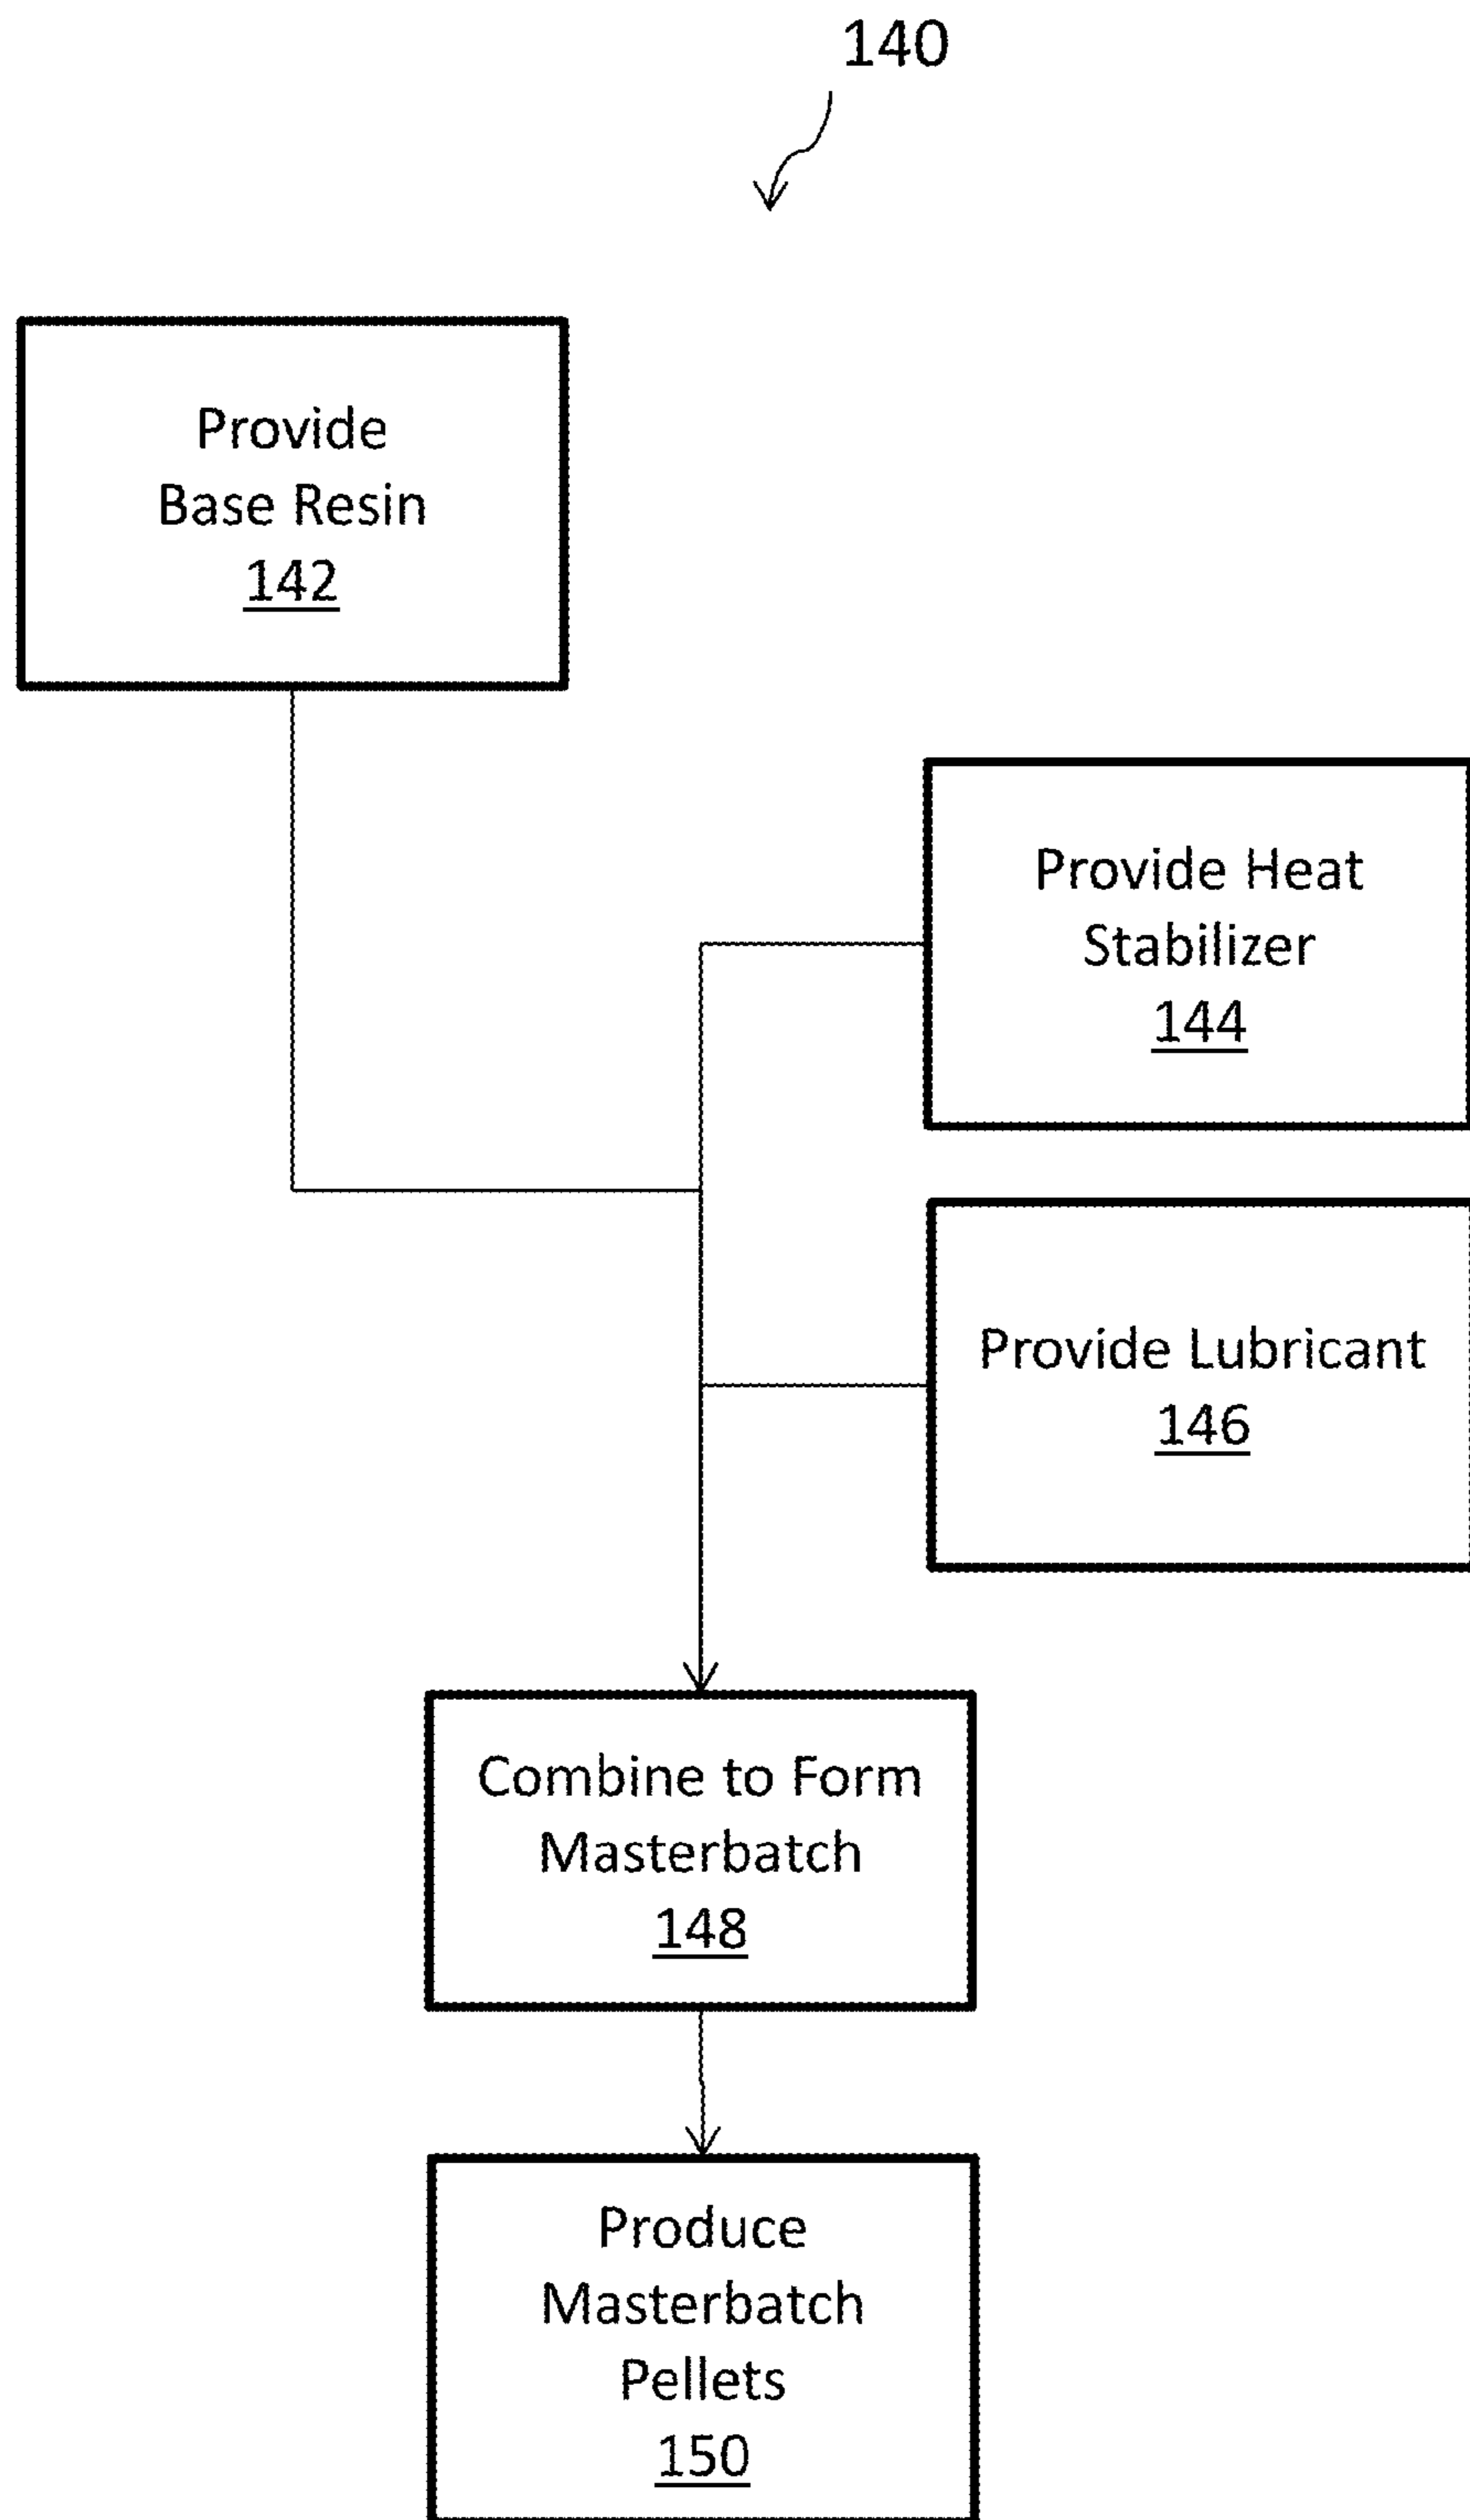 140
Provide
Base Resin
142
Provide Heat
Stabilizer
144
Provide Lubricant
146
Combine to Form
Masterbatch
148
Produce
Masterbatch
Pellets
150